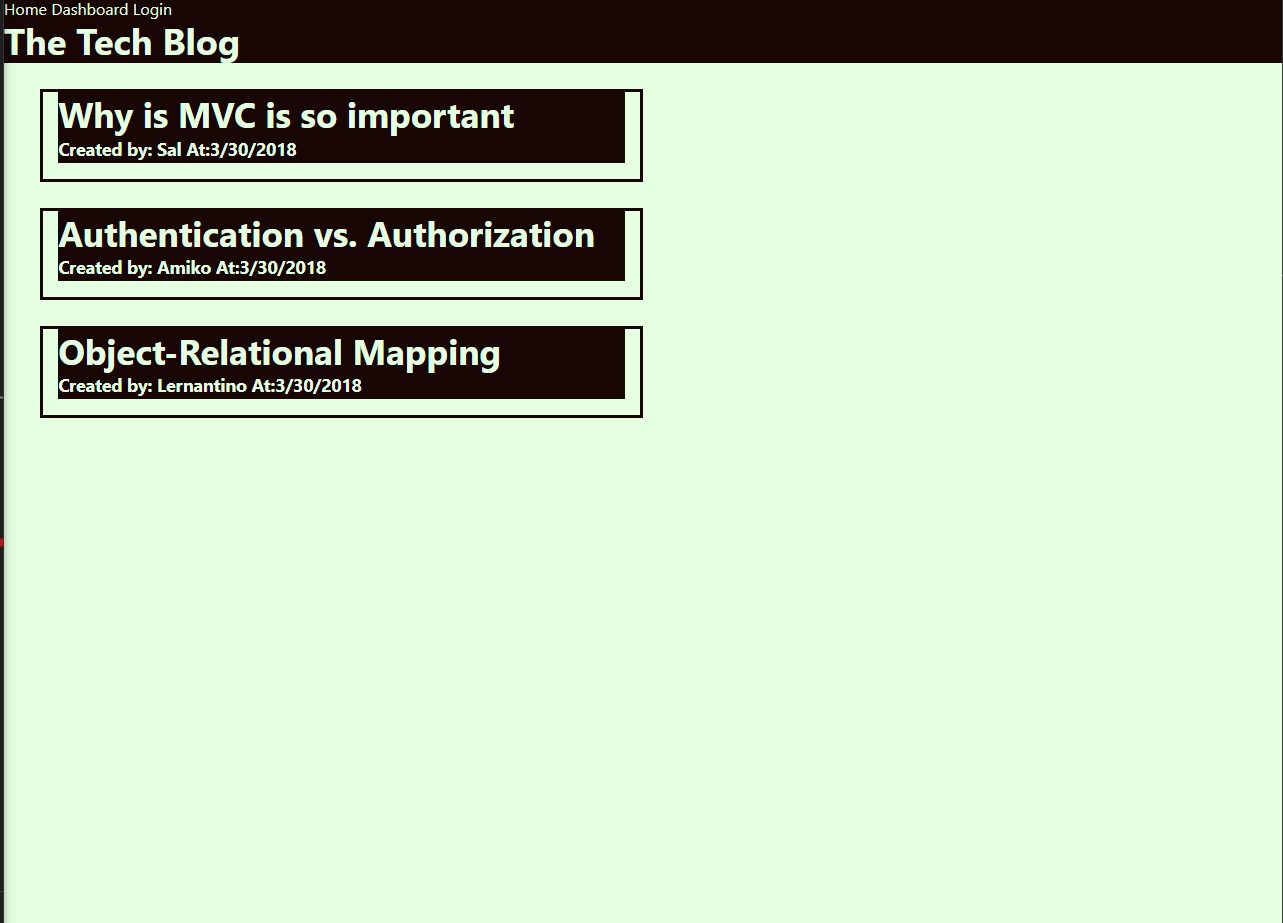 Home Dashboard Login
The Tech Blog
Why is MVC is so important
Created by: Sal At:3/30/2018
Authentication vs. Authorization
Created by: Amiko At:3/30/2018
Object-Relational Mapping
Created by: Lernantino At:3/30/2018